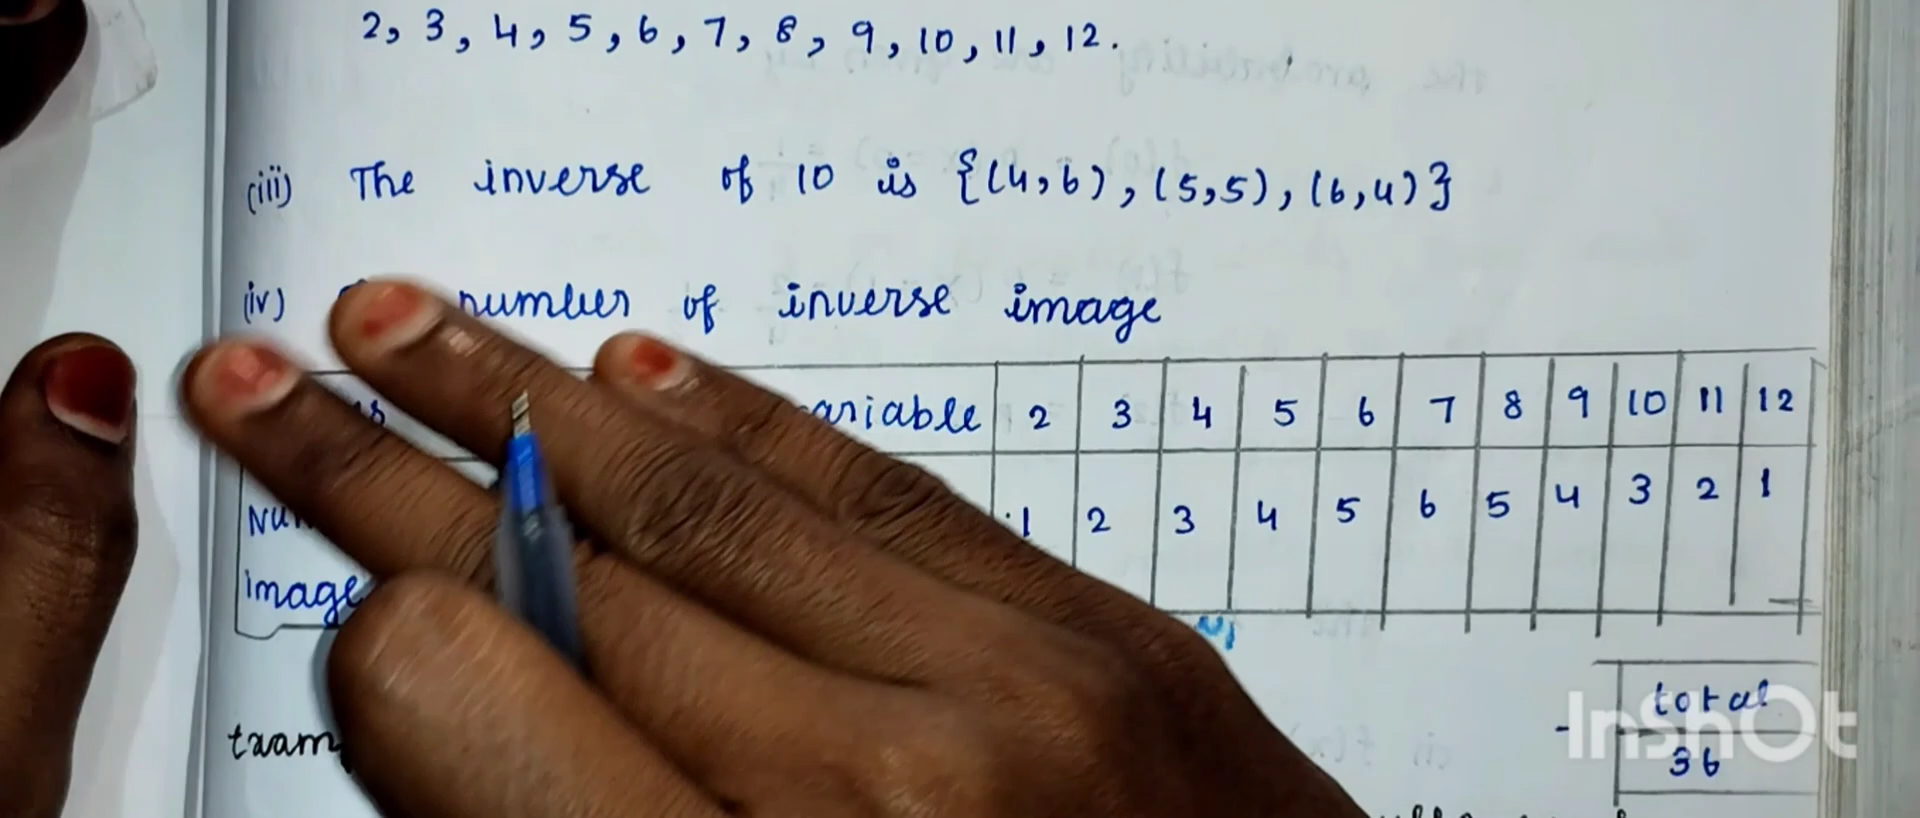 2, 3, 4, 5, 6, 7, 8, 9, 10, 11, 12.
(iii) The inverse of 10 is {(4,6), (5,5), (6,4)}
(iv) number of inverse image
ariable 2 3 4 5 6 7 8 9 10 11 12
1 2 3 4 5 6 5 4 3 2 1
image
total
36
InShOt